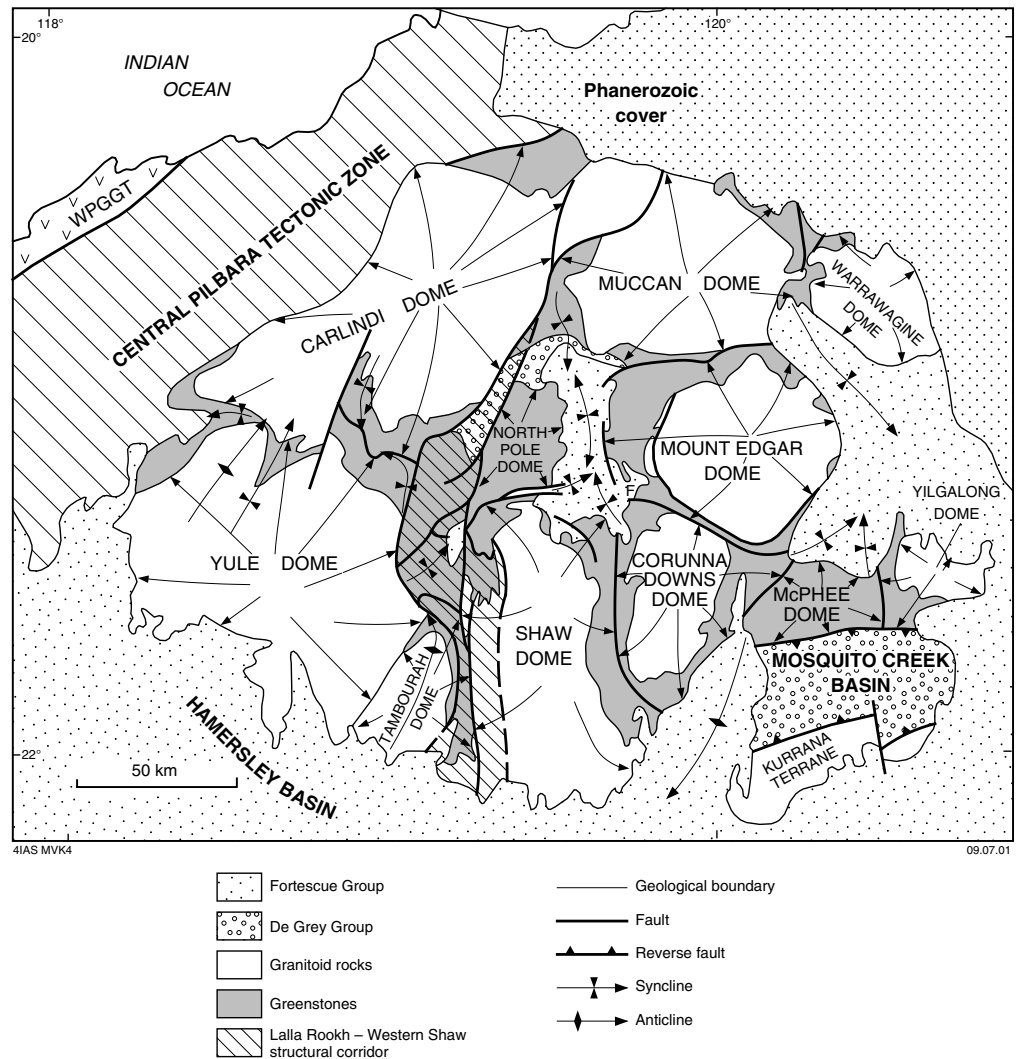 118°
120°
20°
INDIAN
OCEAN
Phanerozoic
cover
WPGGT
CENTRAL PILBARA TECTONIC ZONE
CARLINDI DOME
MUCCAN DOME
WARRAWAGINE
DOME
NORTH
POLE
DOME
MOUNT EDGAR
DOME
F
YILGALONG
DOME
YULE DOME
CORUNNA
DOWNS
DOME
McPHEE
DOME
SHAW
DOME
TAMBOURAH
DOME
MOSQUITO CREEK
BASIN
KURRANA
TERRANE
HAMERSLEY BASIN
22°
50 km
4IAS MVK4
09.07.01
Fortescue Group
De Grey Group
Granitoid rocks
Greenstones
Lalla Rookh – Western Shaw
structural corridor
Geological boundary
Fault
Reverse fault
Syncline
Anticline